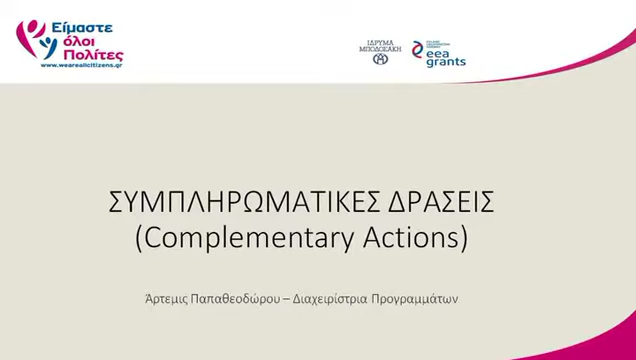 Είμαστε
όλοι
Πολίτες
www.weareallcitizens.gr
ΙΔΡΥΜΑ
ΜΠΟΔΟΣΑΚΗ
eea
grants
ΣΥΜΠΛΗΡΩΜΑΤΙΚΕΣ ΔΡΑΣΕΙΣ
(Complementary Actions)
Άρτεμις Παπαθεοδώρου – Διαχειρίστρια Προγραμμάτων